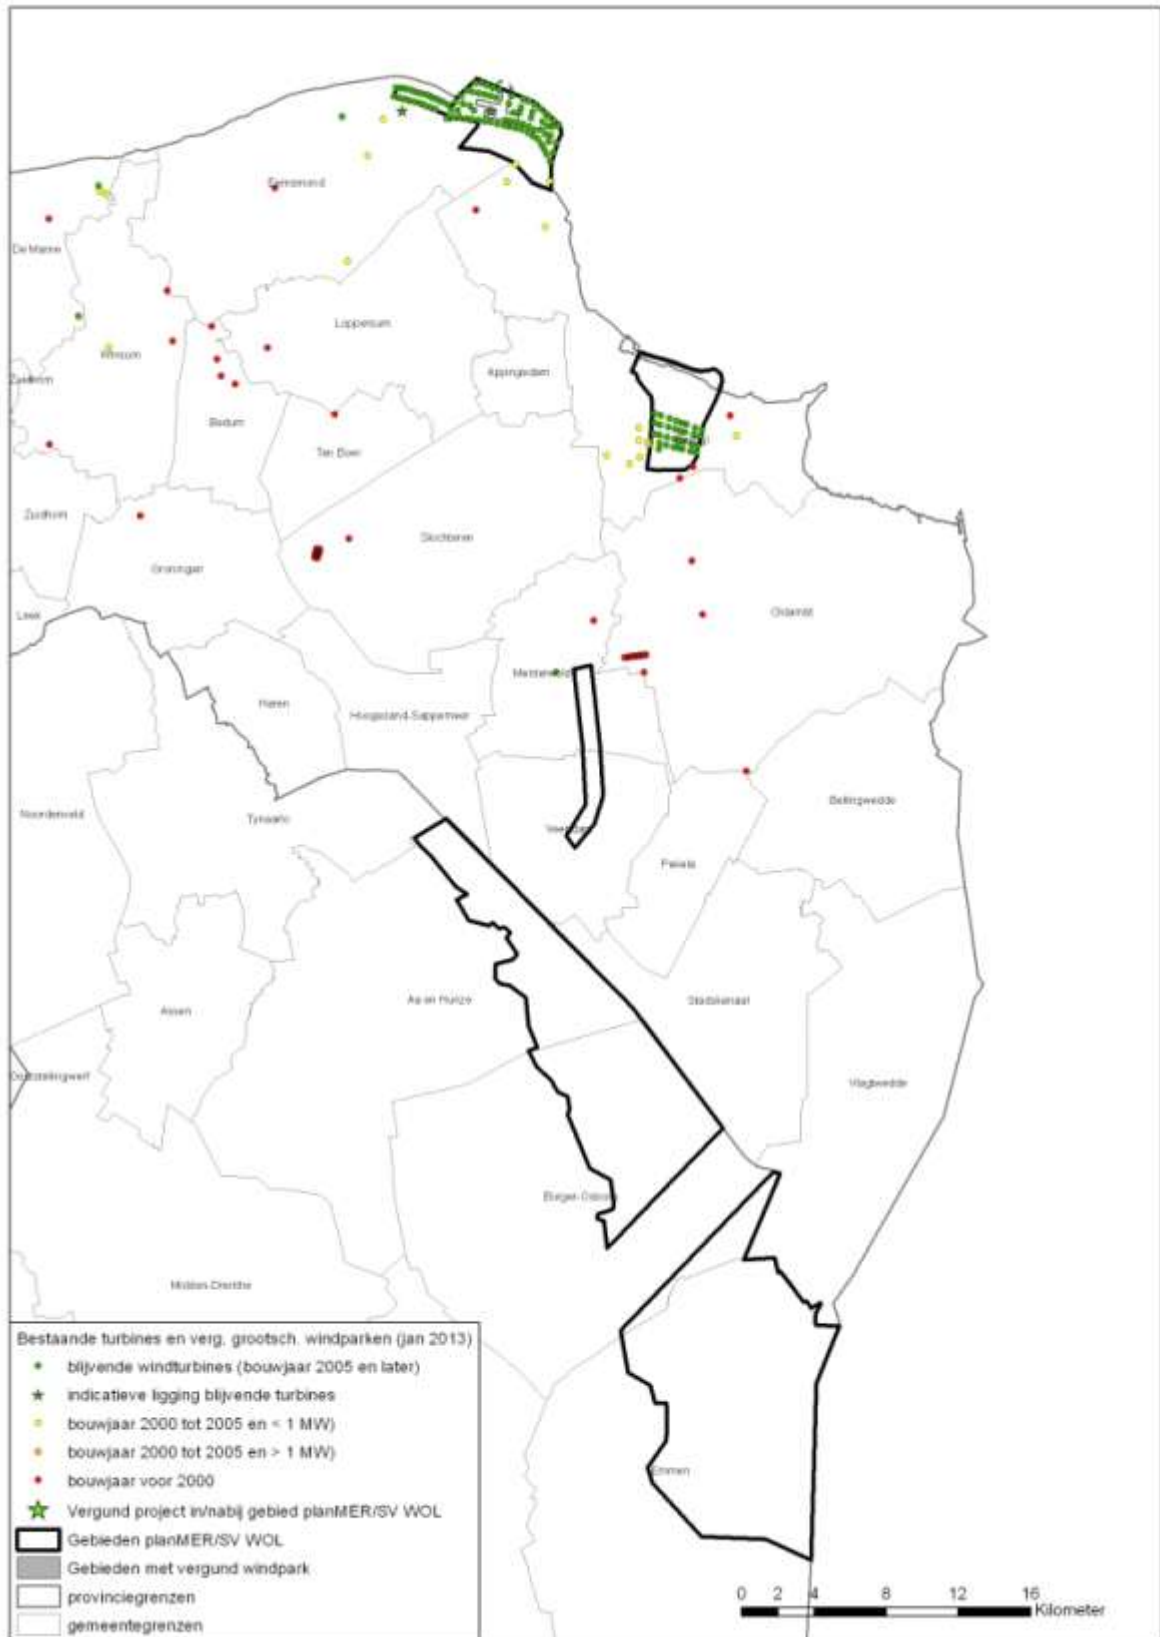 Eemsmond
De Marne
Loppersum
Winsum
Appingedam
Zuidhorn
Bedum
Ten Boer
Zuidhorn
Slochteren
Groningen
Leek
Oldambt
Menterwolde
Haren
Hoogezand-Sappemeer
Noordenveld
Tynaarlo
Bellingwedde
Veendam
Pekela
Aa en Hunze
Stadskanaal
Assen
Ooststellingwerf
Vlagtwedde
Borger-Odoorn
Midden-Drenthe
Emmen
Bestaande turbines en verg. grootsch. windparken (jan 2013)
blijvende windturbines (bouwjaar 2005 en later)
indicatieve ligging blijvende turbines
bouwjaar 2000 tot 2005 en < 1 MW)
bouwjaar 2000 tot 2005 en > 1 MW)
bouwjaar voor 2000
Vergund project in/nabij gebied planMER/SV WOL
Gebieden planMER/SV WOL
Gebieden met vergund windpark
provinciegrenzen
gemeentegrenzen
0 2 4 8 12 16
Kilometer